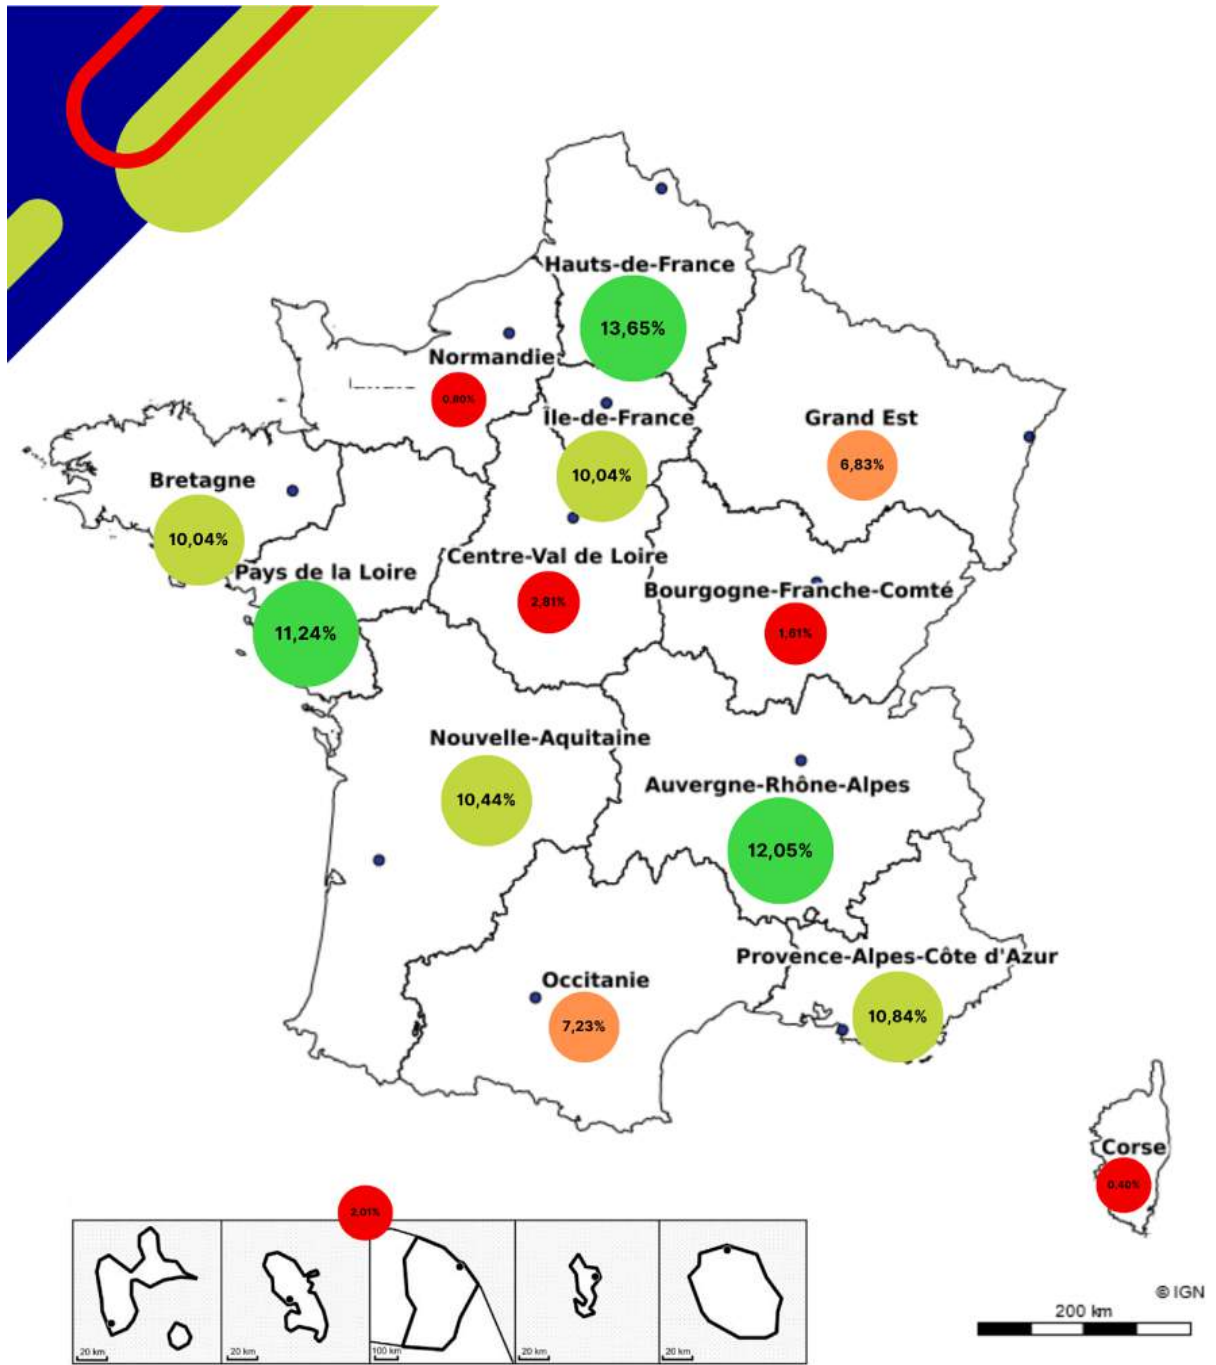 Hauts-de-France
13,65%
Normandie
0,80%
Île-de-France
10,04%
Grand Est
6,83%
Bretagne
10,04%
Pays de la Loire
11,24%
Centre-Val de Loire
2,81%
Bourgogne-Franche-Comté
1,61%
Nouvelle-Aquitaine
10,44%
Auvergne-Rhône-Alpes
12,05%
Provence-Alpes-Côte d'Azur
10,84%
Occitanie
7,23%
Corse
0,40%
2,01%
20 km
20 km
100 km
20 km
20 km
© IGN
200 km